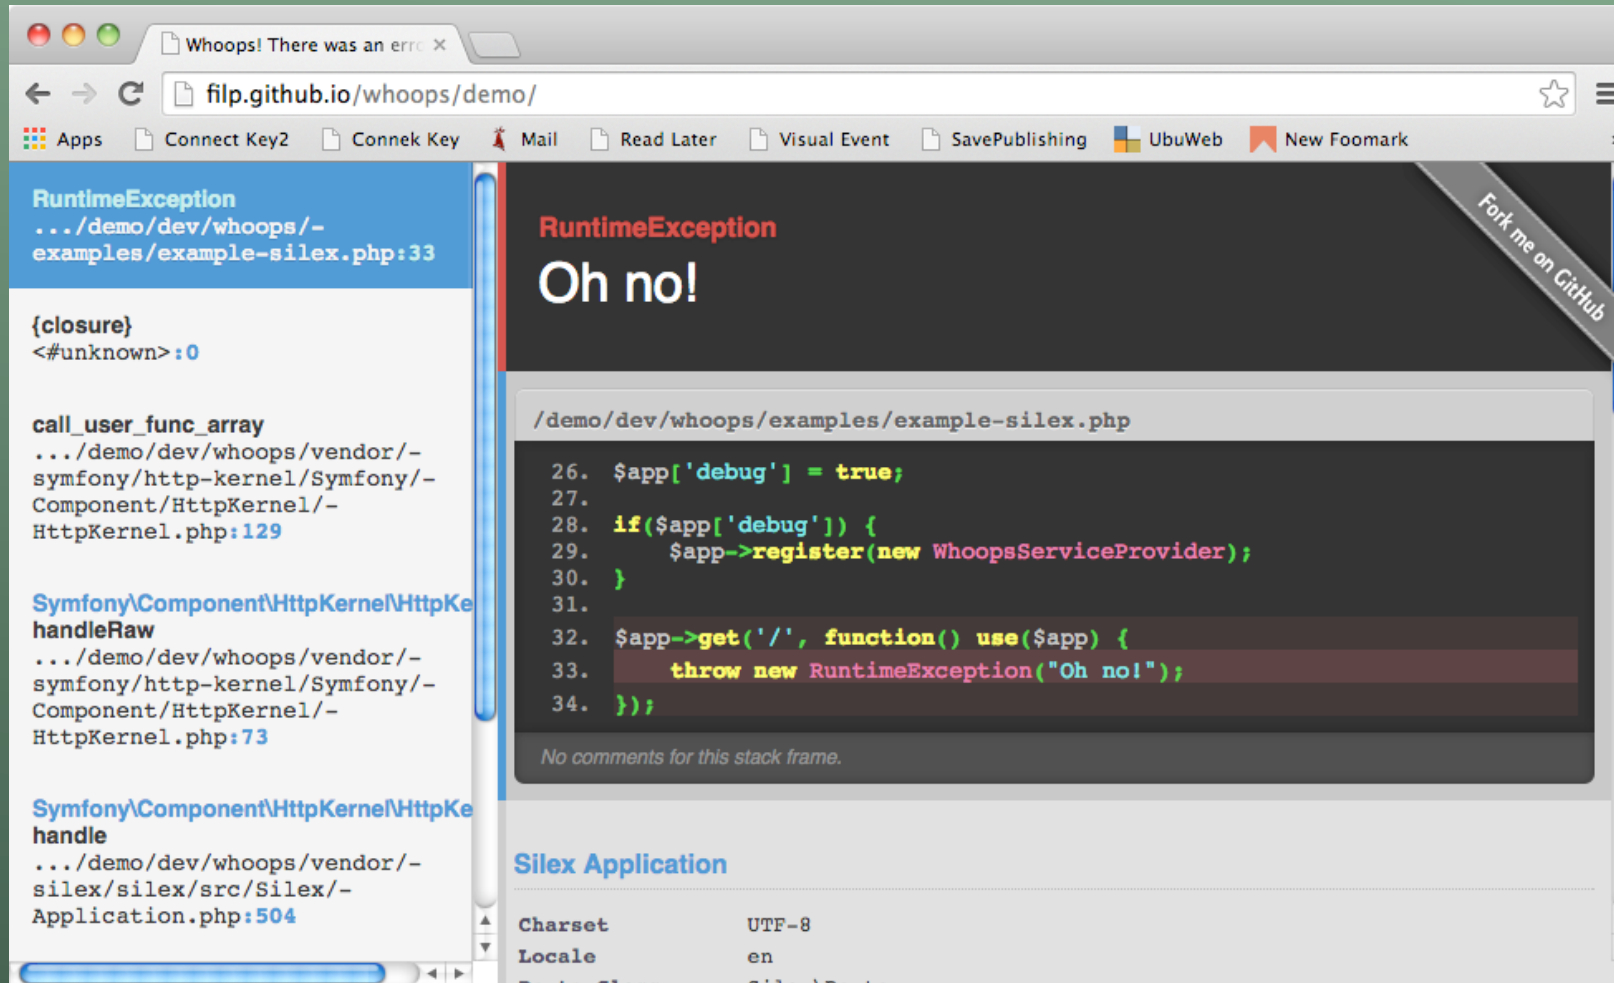 Whoops! There was an erro
filp.github.io/whoops/demo/
Apps Connect Key2 Connek Key Mail Read Later Visual Event SavePublishing UbuWeb New Foomark
RuntimeException
.../demo/dev/whoops/-
examples/example-silex.php:33
{closure}
<#unknown>:0
call_user_func_array
.../demo/dev/whoops/vendor/-
symfony/http-kernel/Symfony/-
Component/HttpKernel/-
HttpKernel.php:129
Symfony\Component\HttpKernel\HttpKe
handleRaw
.../demo/dev/whoops/vendor/-
symfony/http-kernel/Symfony/-
Component/HttpKernel/-
HttpKernel.php:73
Symfony\Component\HttpKernel\HttpKe
handle
.../demo/dev/whoops/vendor/-
silex/silex/src/Silex/-
Application.php:504
RuntimeException
Oh no!
Fork me on GitHub
/demo/dev/whoops/examples/example-silex.php
26. $app['debug'] = true;
27.
28. if($app['debug']) {
29. $app->register(new WhoopsServiceProvider);
30. }
31.
32. $app->get('/', function() use($app) {
33. throw new RuntimeException("Oh no!");
34. });
No comments for this stack frame.
Silex Application
Charset UTF-8
Locale en